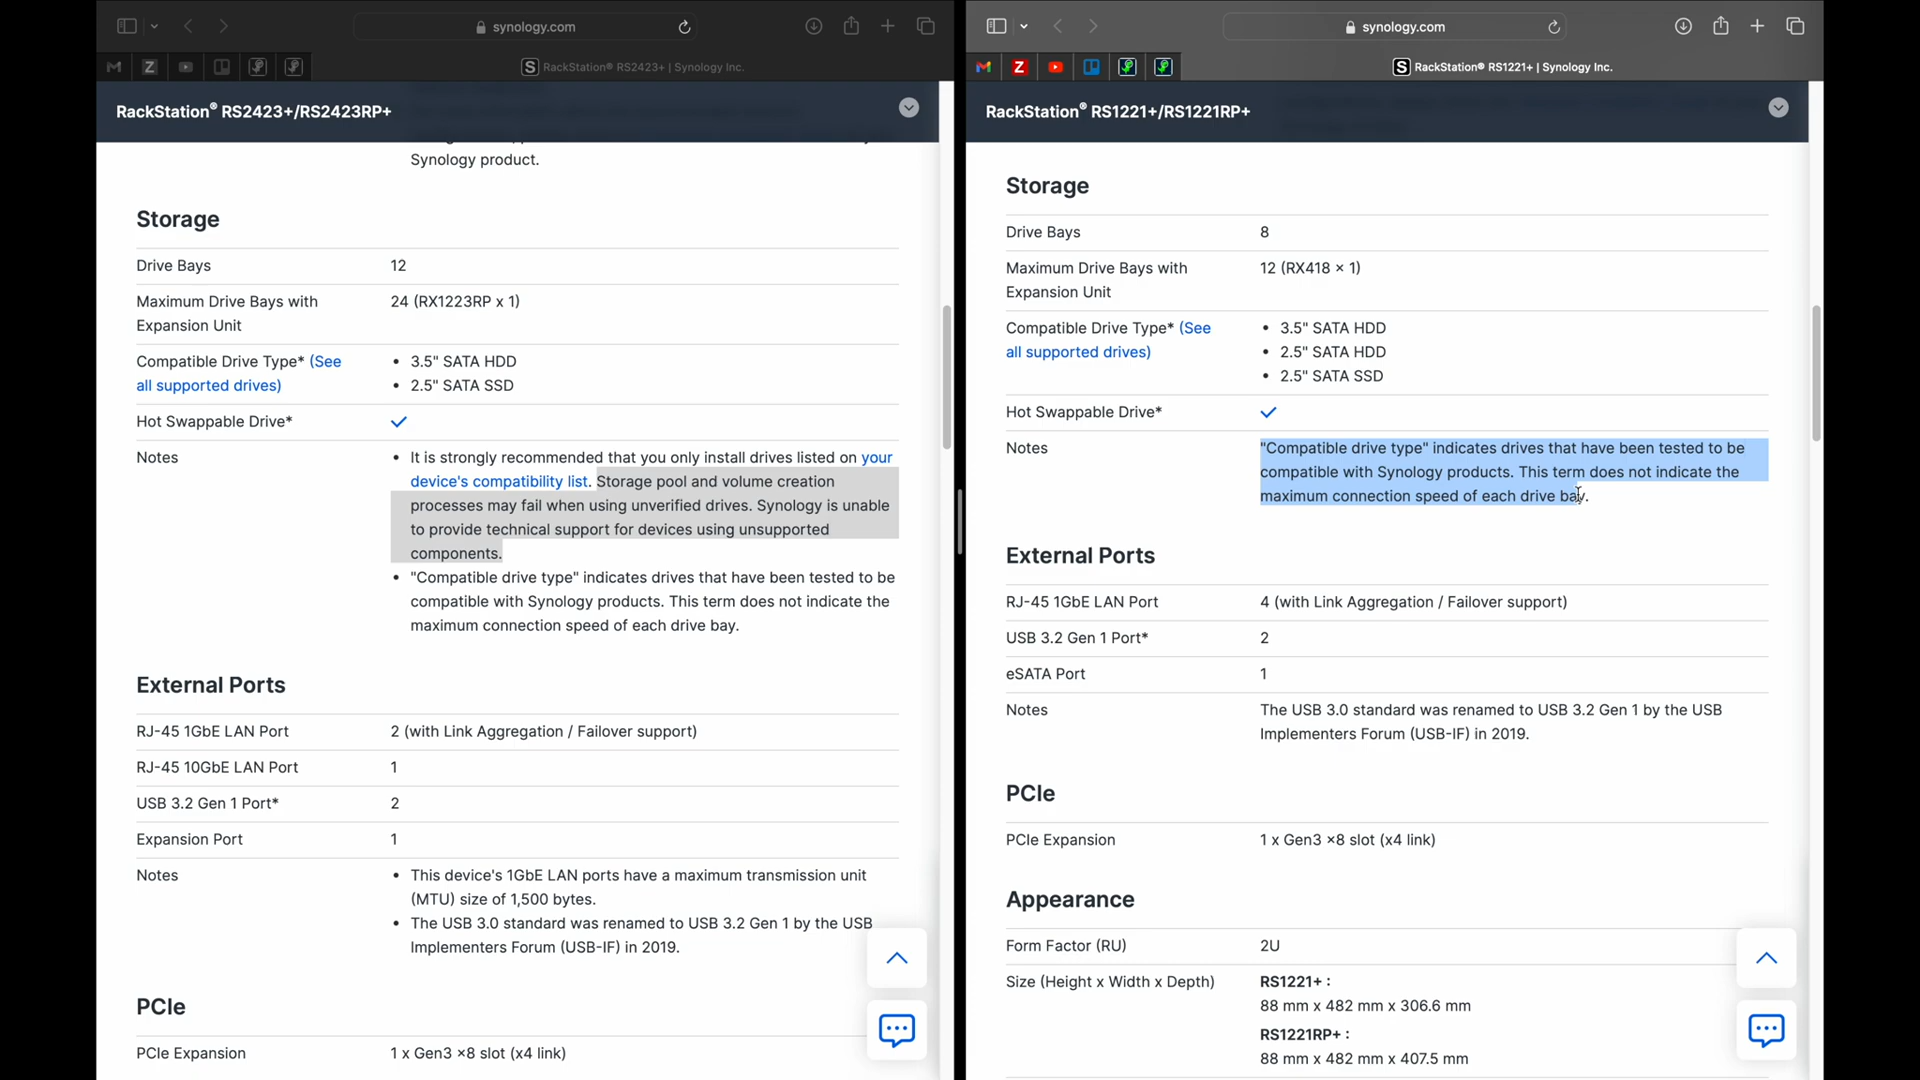 synology.com
RackStation® RS2423+ | Synology Inc.
RackStation® RS2423+/RS2423RP+
Synology product.
Storage
Drive Bays 12
Maximum Drive Bays with 24 (RX1223RP x 1)
Expansion Unit
Compatible Drive Type* (See • 3.5" SATA HDD
all supported drives) • 2.5" SATA SSD
Hot Swappable Drive*
Notes • It is strongly recommended that you only install drives listed on your
device's compatibility list. Storage pool and volume creation
processes may fail when using unverified drives. Synology is unable
to provide technical support for devices using unsupported
components.
• "Compatible drive type" indicates drives that have been tested to be
compatible with Synology products. This term does not indicate the
maximum connection speed of each drive bay.
External Ports
RJ-45 1GbE LAN Port 2 (with Link Aggregation / Failover support)
RJ-45 10GbE LAN Port 1
USB 3.2 Gen 1 Port* 2
Expansion Port 1
Notes • This device's 1GbE LAN ports have a maximum transmission unit
(MTU) size of 1,500 bytes.
• The USB 3.0 standard was renamed to USB 3.2 Gen 1 by the USB
Implementers Forum (USB-IF) in 2019.
PCIe
PCIe Expansion 1 x Gen3 ×8 slot (x4 link)
synology.com
RackStation® RS1221+ | Synology Inc.
RackStation® RS1221+/RS1221RP+
Storage
Drive Bays 8
Maximum Drive Bays with 12 (RX418 × 1)
Expansion Unit
Compatible Drive Type* (See • 3.5" SATA HDD
all supported drives) • 2.5" SATA HDD
• 2.5" SATA SSD
Hot Swappable Drive*
Notes "Compatible drive type" indicates drives that have been tested to be
compatible with Synology products. This term does not indicate the
maximum connection speed of each drive bay.
External Ports
RJ-45 1GbE LAN Port 4 (with Link Aggregation / Failover support)
USB 3.2 Gen 1 Port* 2
eSATA Port 1
Notes The USB 3.0 standard was renamed to USB 3.2 Gen 1 by the USB
Implementers Forum (USB-IF) in 2019.
PCIe
PCIe Expansion 1 x Gen3 ×8 slot (x4 link)
Appearance
Form Factor (RU) 2U
Size (Height x Width x Depth) RS1221+ :
88 mm x 482 mm x 306.6 mm
RS1221RP+ :
88 mm x 482 mm x 407.5 mm